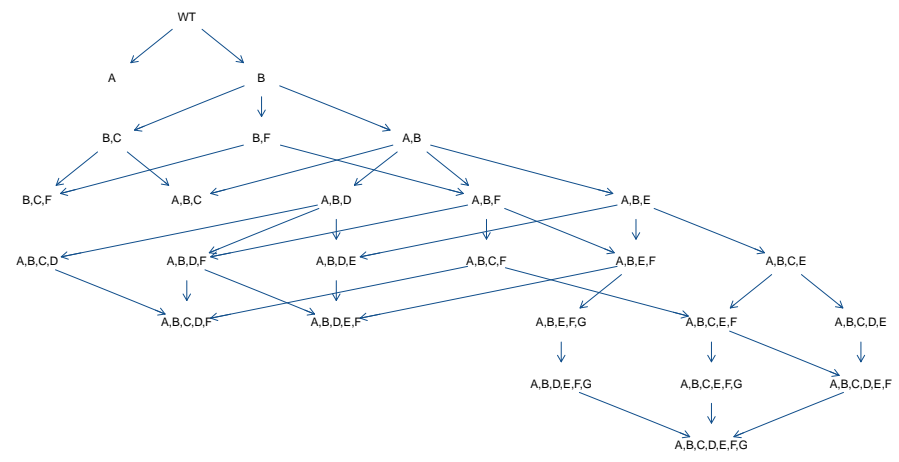 WT
A B
B,C B,F A,B
B,C,F A,B,C A,B,D A,B,F A,B,E
A,B,C,D A,B,D,F A,B,D,E A,B,C,F A,B,E,F A,B,C,E
A,B,C,D,F A,B,D,E,F A,B,E,F,G A,B,C,E,F A,B,C,D,E
A,B,D,E,F,G A,B,C,E,F,G A,B,C,D,E,F
A,B,C,D,E,F,G